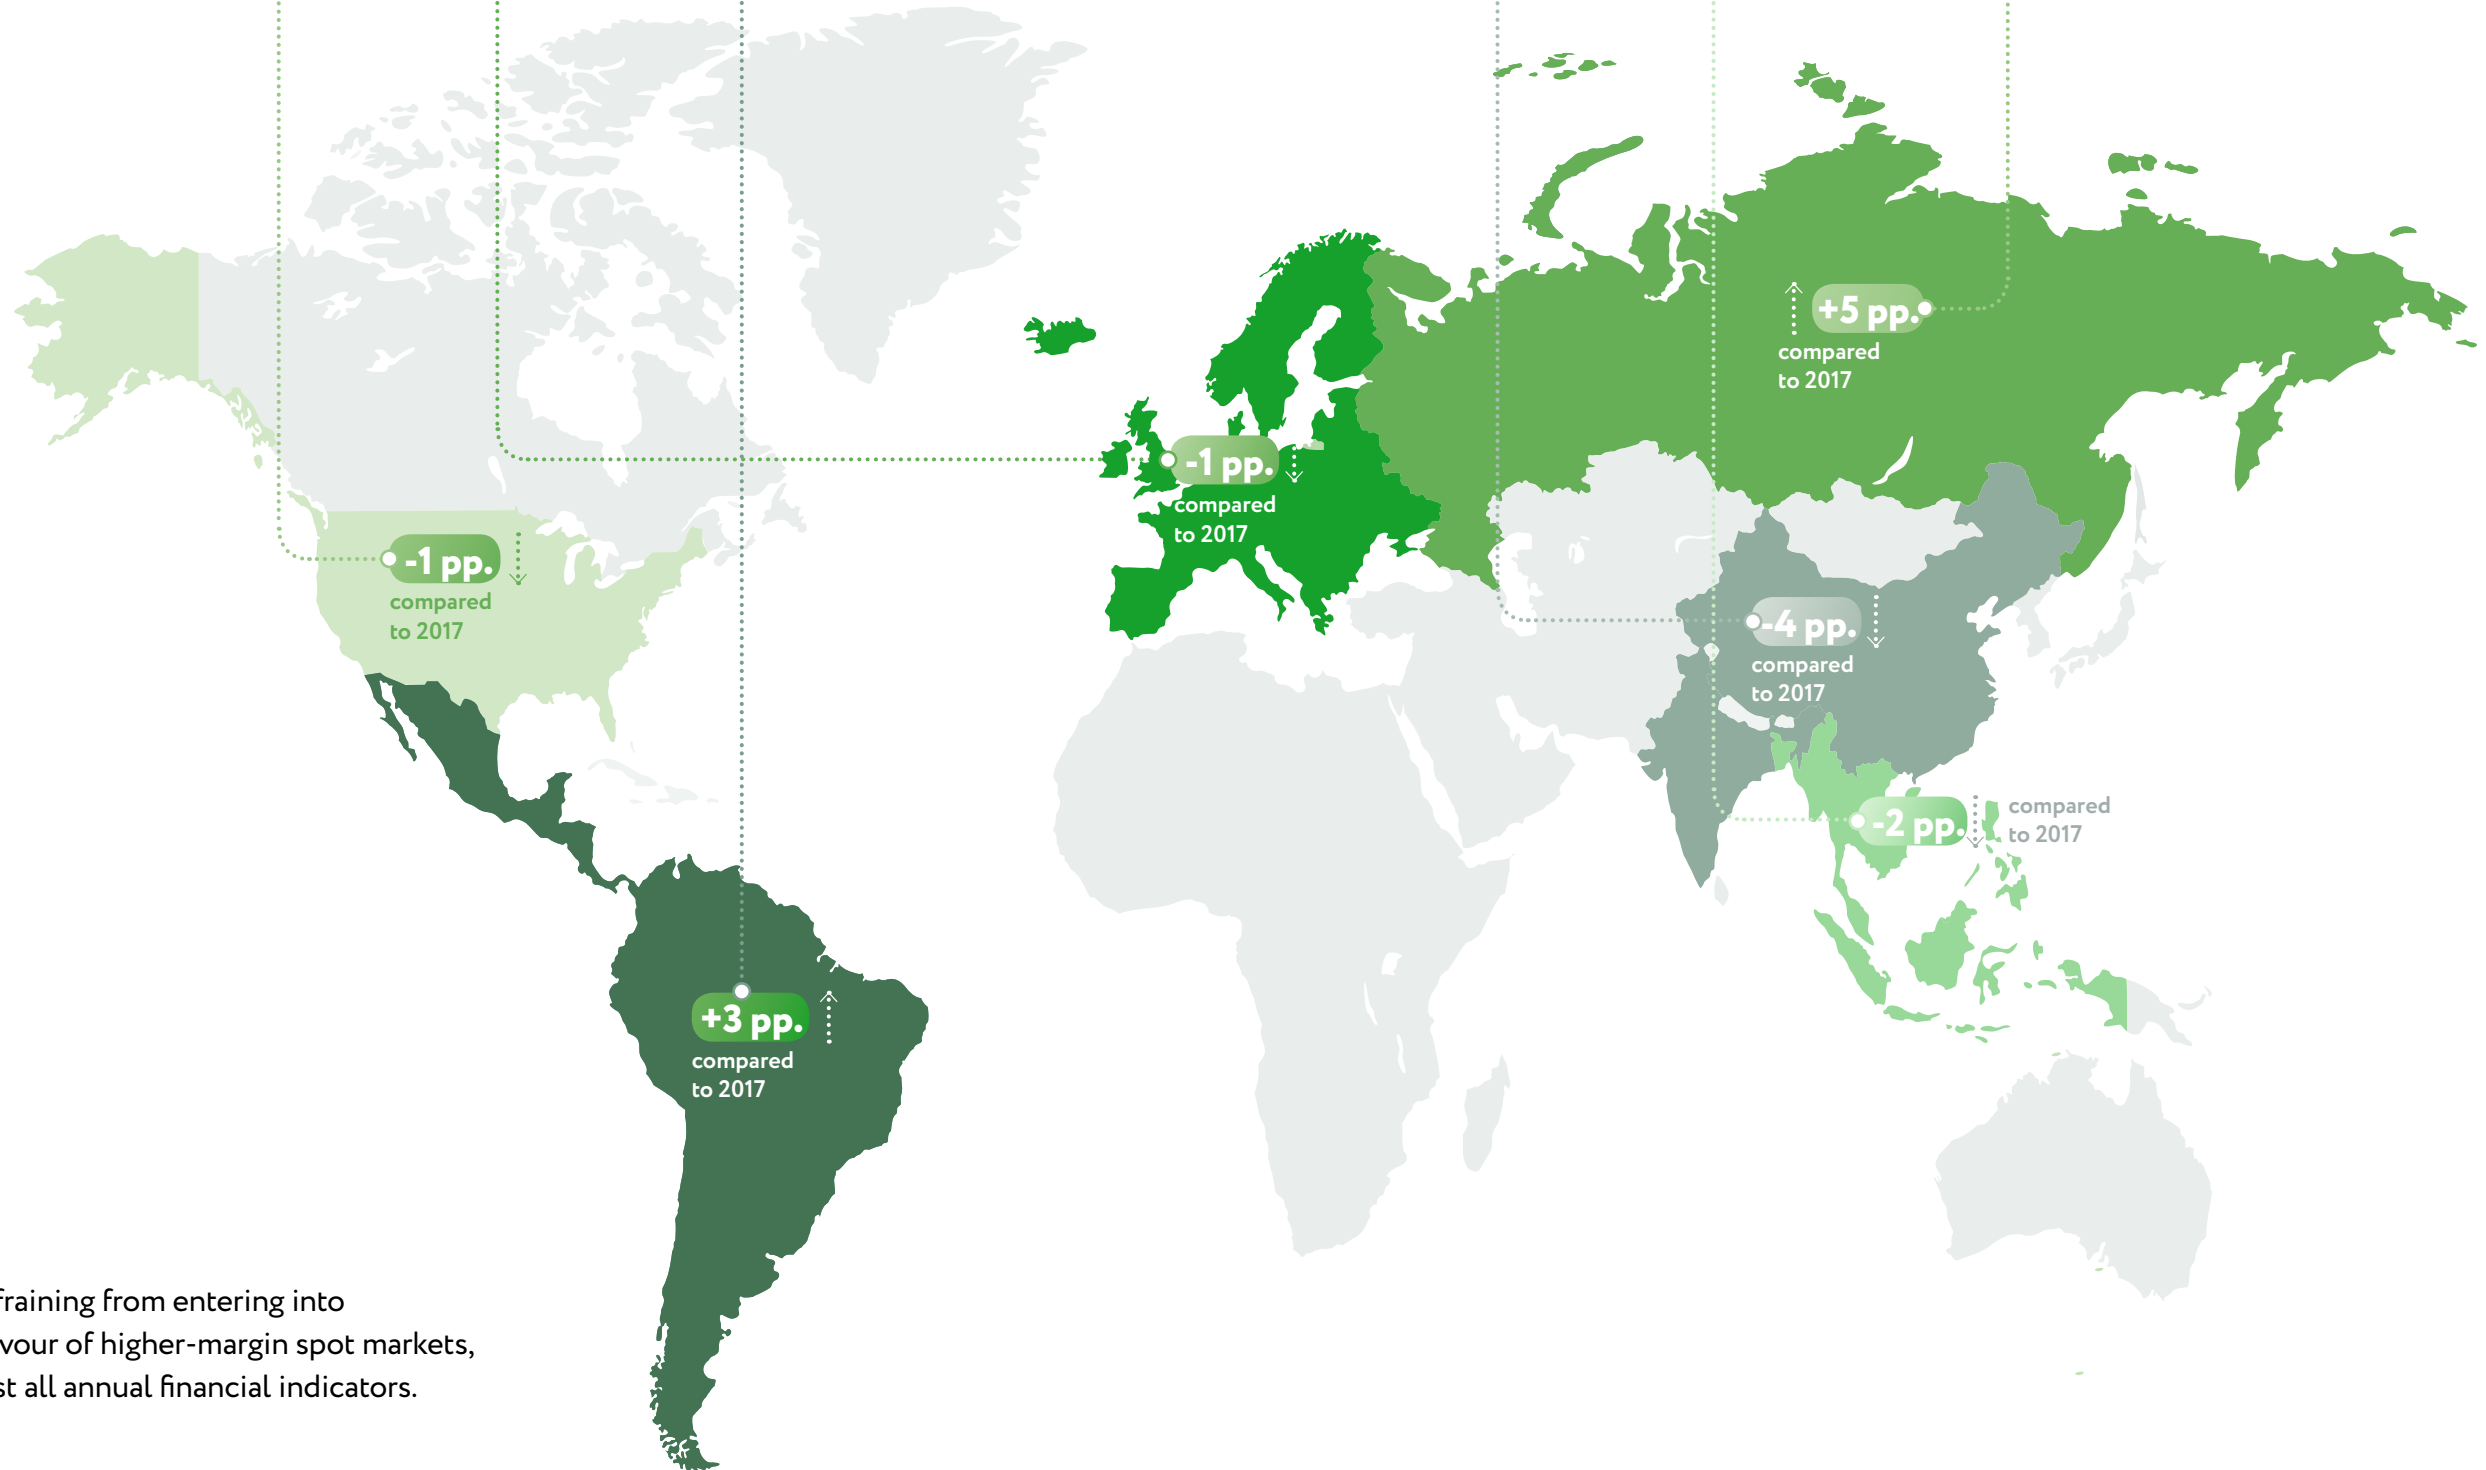 +5 pp.
compared
to 2017
-1 pp.
compared
to 2017
-1 pp.
compared
to 2017
-4 pp.
compared
to 2017
-2 pp.
compared
to 2017
+3 pp.
compared
to 2017
fraining from entering into
vour of higher-margin spot markets,
st all annual financial indicators.